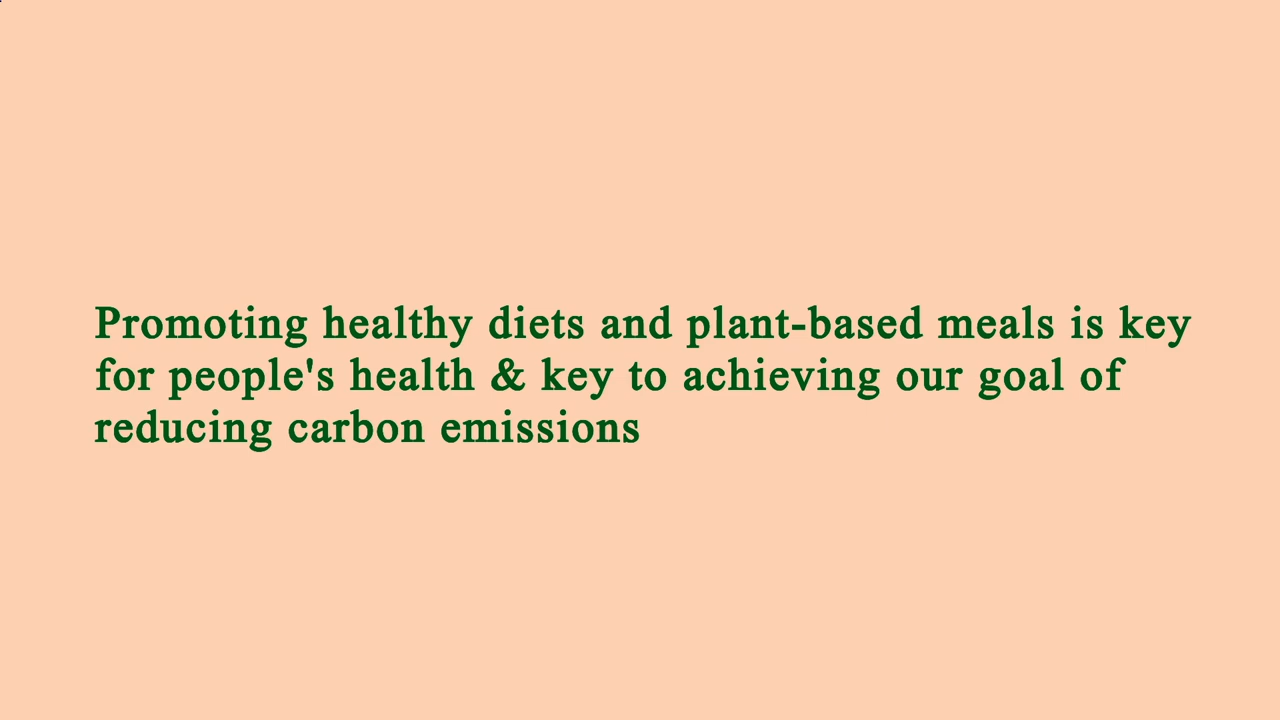 Promoting healthy diets and plant-based meals is key
for people's health & key to achieving our goal of
reducing carbon emissions